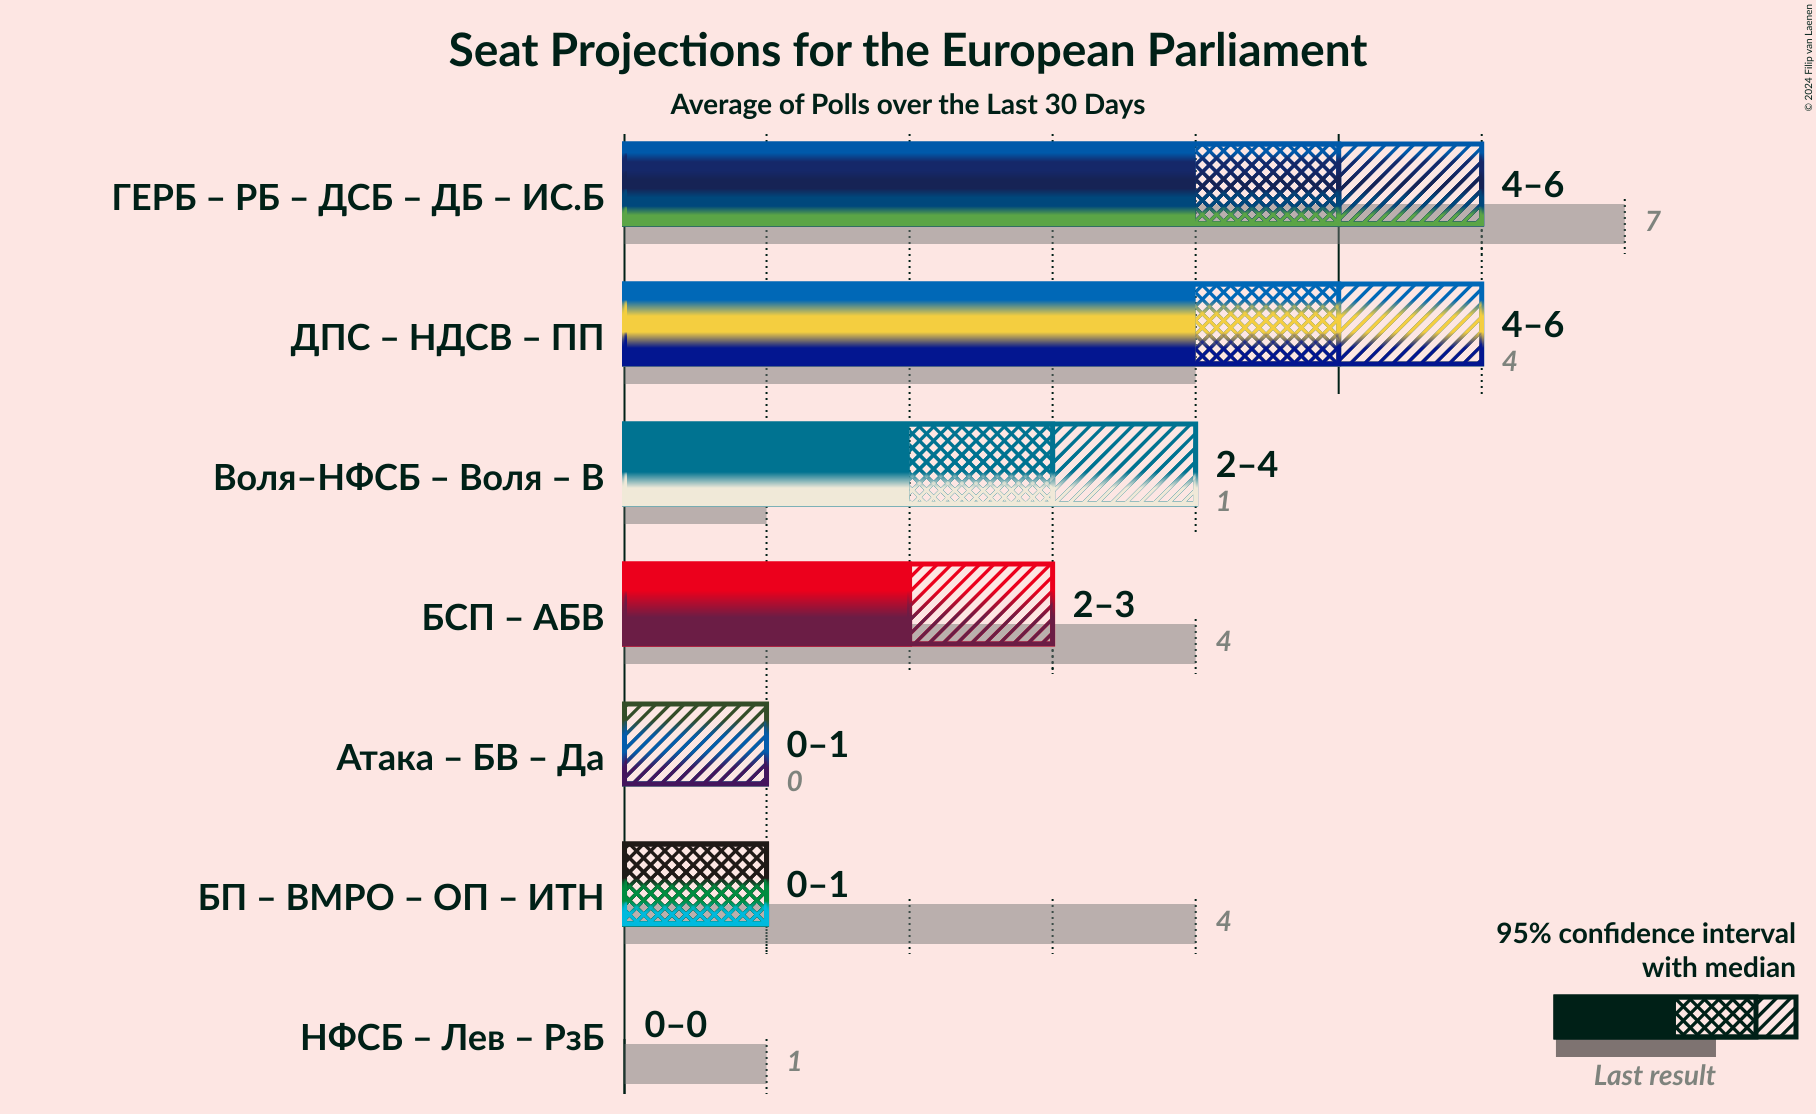 Seat Projections for the European Parliament
Average of Polls over the Last 30 Days
© 2024 Filip van Laenen
ГЕРБ – РБ – ДСБ – ДБ – ИС.Б
4–6
7
ДПС – НДСВ – ПП
4–6
4
Воля–НФСБ – Воля – В
2–4
1
БСП – АБВ
2–3
4
Атака – БВ – Да
0–1
0
БП – ВМРО – ОП – ИТН
0–1
4
НФСБ – Лев – РзБ
0–0
1
95% confidence interval
with median
Last result